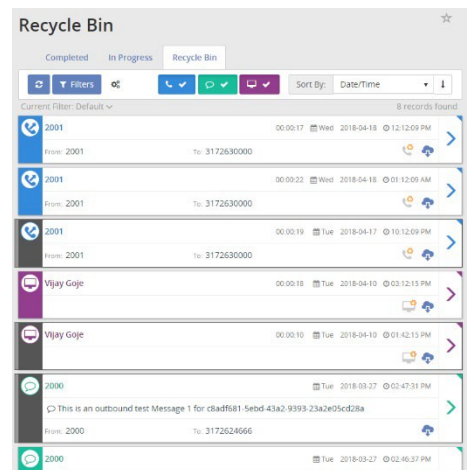 Recycle Bin
Completed In Progress Recycle Bin
Filters Sort By: Date/Time
Current Filter: Default 8 records found
2001 00:00:17 Wed 2018-04-18 12:12:09 PM
From: 2001 To: 3172630000
2001 00:00:22 Wed 2018-04-18 01:12:09 AM
From: 2001 To: 3172630000
2001 00:00:19 Tue 2018-04-17 10:12:09 PM
From: 2001 To: 3172630000
Vijay Goje 00:00:18 Tue 2018-04-10 03:12:15 PM
Vijay Goje 00:00:10 Tue 2018-04-10 01:42:15 PM
2000 Tue 2018-03-27 02:47:31 PM
This is an outbound test Message 1 for c8adf681-5ebd-43a2-9393-23a2e05cd28a
From: 2000 To: 3172624666
2000 Tue 2018-03-27 02:46:37 PM